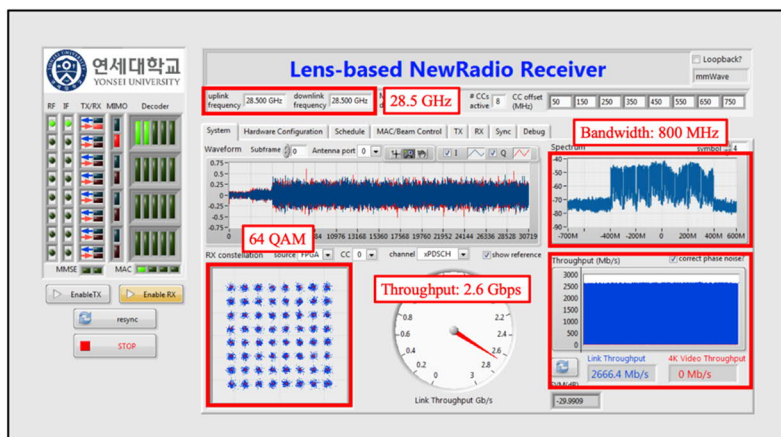 연세대학교
YONSEI UNIVERSITY
Lens-based NewRadio Receiver
Loopback?
mmWave
uplink frequency 28.500 GHz downlink frequency 28.500 GHz
28.5 GHz
# CCs active 8 CC offset (MHz) 50 150 250 350 450 550 650 750
RF IF TX/RX MIMO Decoder
System Hardware Configuration Schedule MAC/Beam Control TX RX Sync Debug
Bandwidth: 800 MHz
Waveform Subframe 0 Antenna port 0 I Q
Spectrum symbol 4
0.75
0.5
0.25
0
-0.25
-0.5
-0.75
0
10976 13168 15360 17568 19760 21952 24144 26336 28528 30719
-40
-50
-60
-70
-80
-90
-700M -400M -200M 0 200M 400M 600M
64 QAM
RX constellation source FPGA CC 0 channel xPDSCH show reference
MMSE MAC
EnableTX Enable RX
resync
STOP
Throughput: 2.6 Gbps
0.8
0.6
0.4
0.2
0
2.2
2.4
2.6
2.8
3
Link Throughput Gb/s
Throughput (Mb/s) correct phase noise?
3000
2500
2000
1500
1000
500
0
Link Throughput 4K Video Throughput
2666.4 Mb/s 0 Mb/s
-29.9909